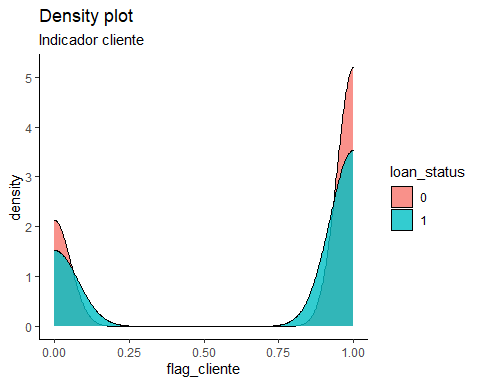 Density plot
Indicador cliente
5
4
3
2
1
0
density
0.00
0.25
0.50
0.75
1.00
flag_cliente
loan_status
0
1